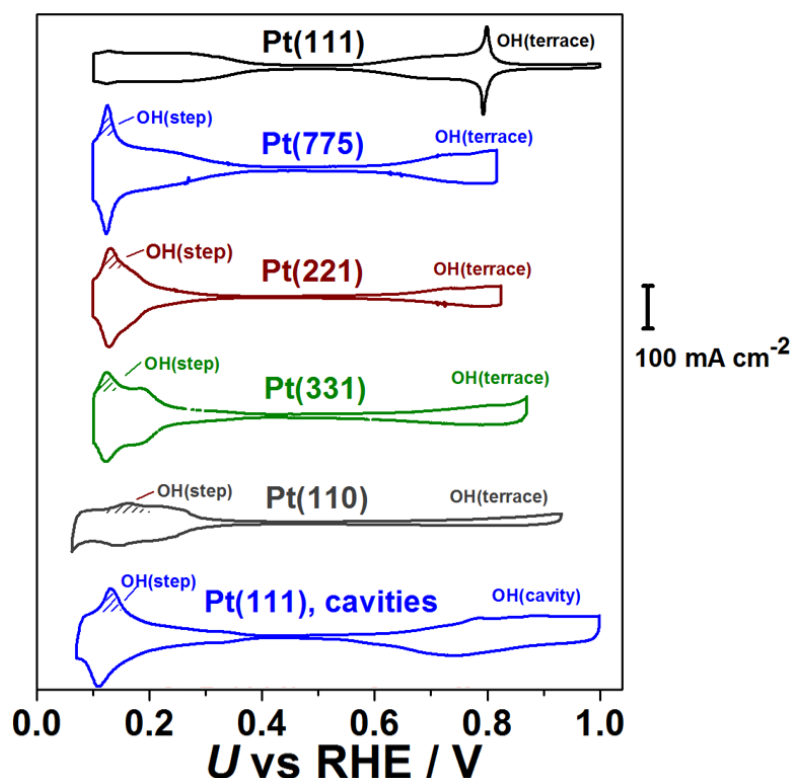 Pt(111)
OH(terrace)
OH(step)
Pt(775)
OH(terrace)
OH(step)
Pt(221)
OH(terrace)
100 mA cm⁻²
OH(step)
Pt(331)
OH(terrace)
OH(step)
Pt(110)
OH(terrace)
OH(step)
Pt(111), cavities
OH(cavity)
0.0 0.2 0.4 0.6 0.8 1.0
U vs RHE / V